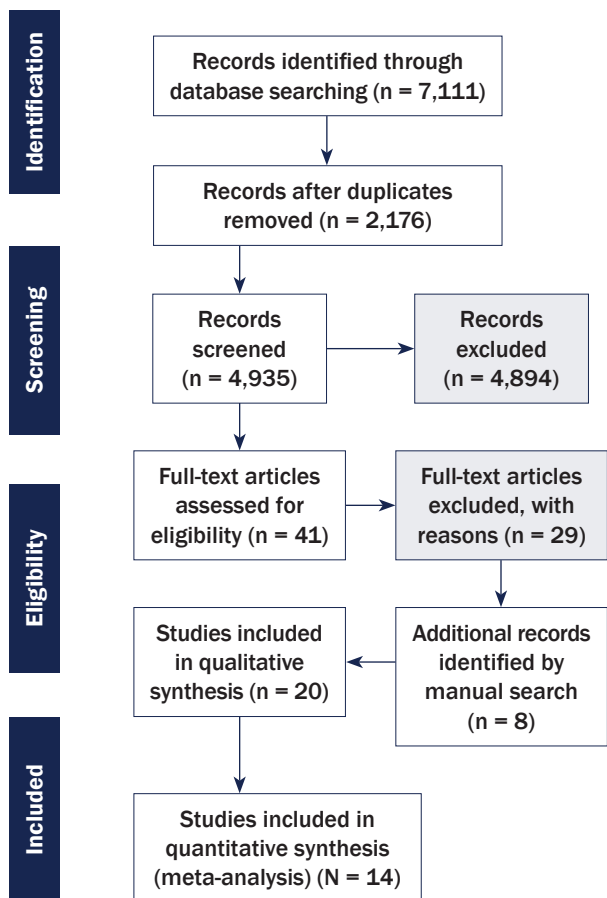 Identification
Records identified through
database searching (n = 7,111)
Records after duplicates
removed (n = 2,176)
Screening
Records
screened
(n = 4,935)
Records
excluded
(n = 4,894)
Eligibility
Full-text articles
assessed for
eligibility (n = 41)
Full-text articles
excluded, with
reasons (n = 29)
Studies included
in qualitative
synthesis (n = 20)
Additional records
identified by
manual search
(n = 8)
Included
Studies included in
quantitative synthesis
(meta-analysis) (N = 14)